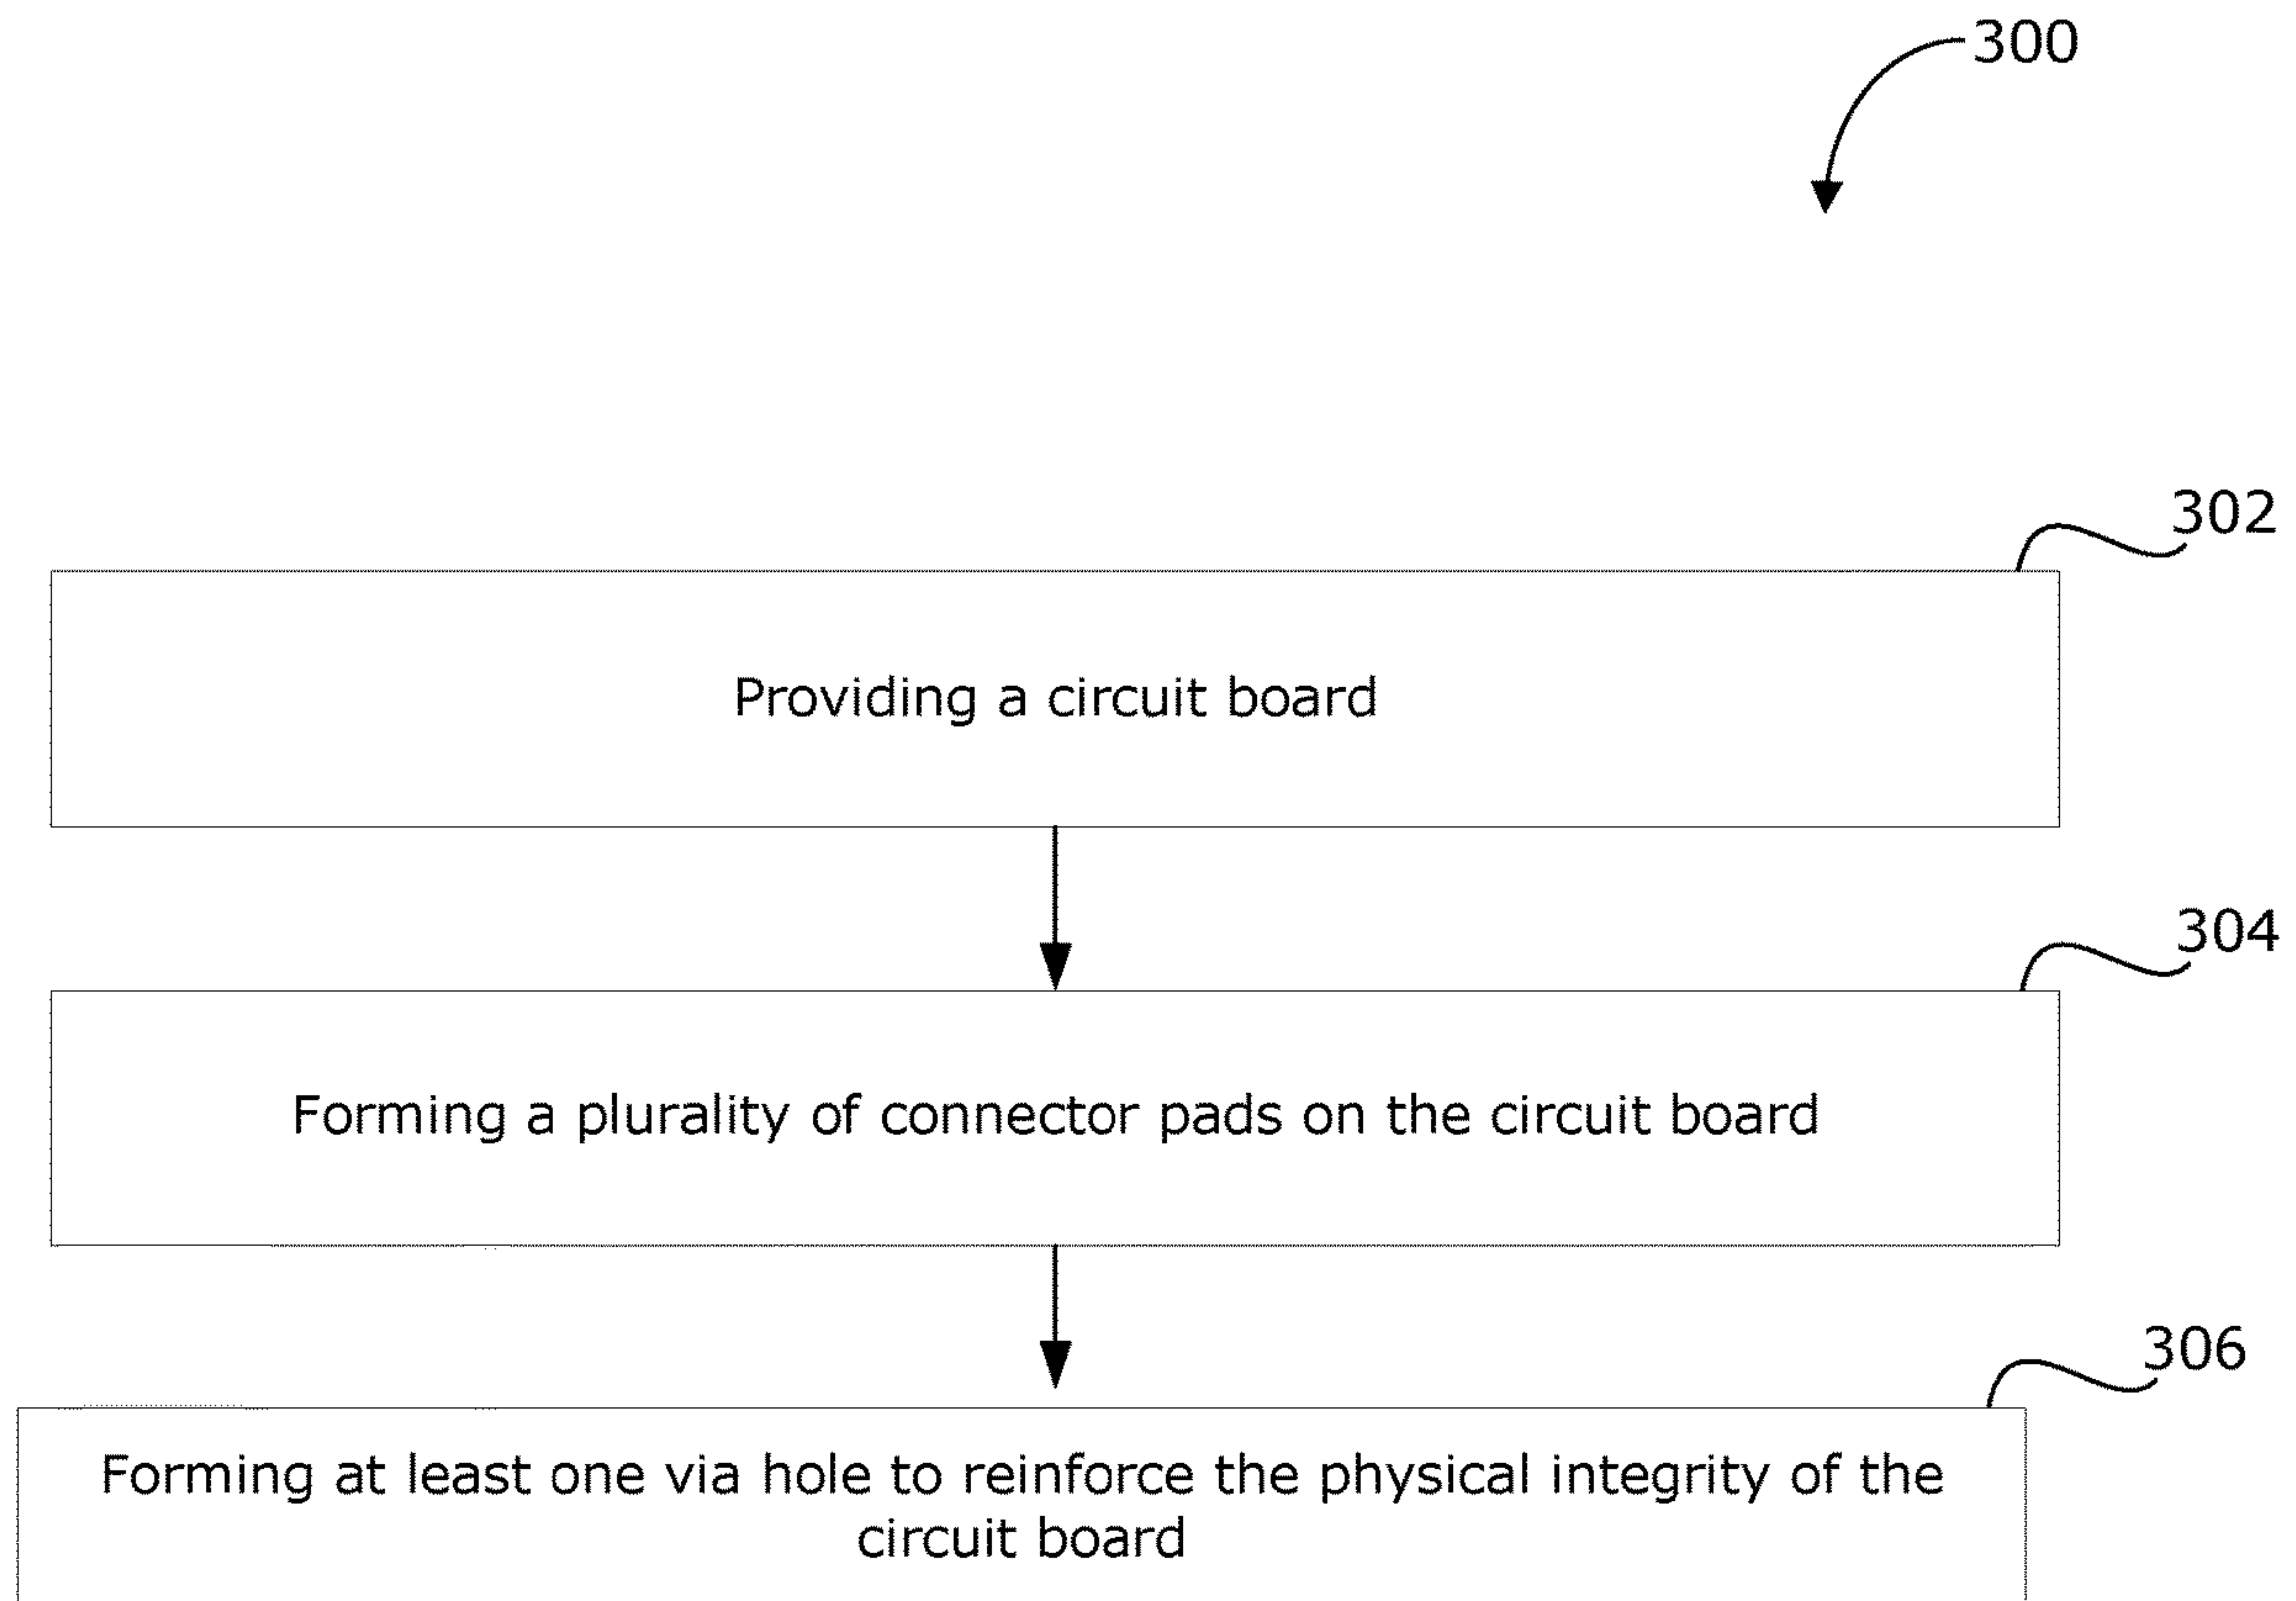 300
302
Providing a circuit board
304
Forming a plurality of connector pads on the circuit board
306
Forming at least one via hole to reinforce the physical integrity of the
circuit board